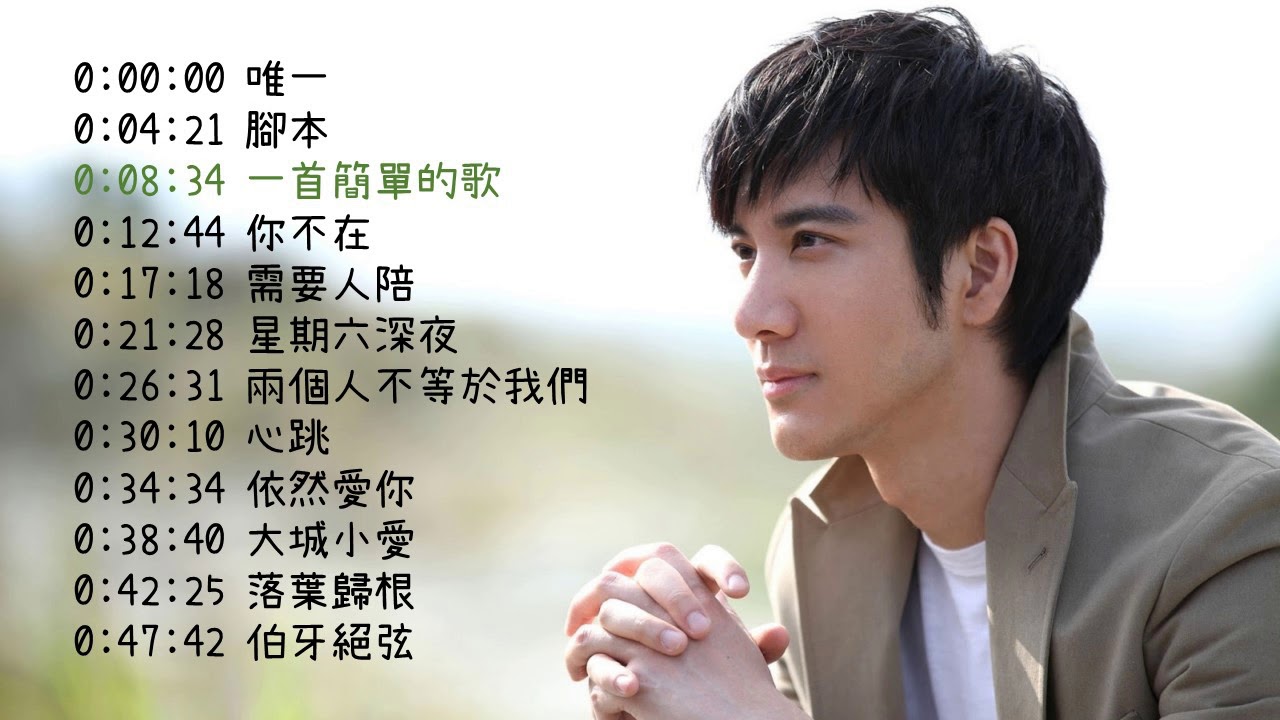 0:00:00 唯一
0:04:21 腳本
0:08:34 一首簡單的歌
0:12:44 你不在
0:17:18 需要人陪
0:21:28 星期六深夜
0:26:31 兩個人不等於我們
0:30:10 心跳
0:34:34 依然愛你
0:38:40 大城小愛
0:42:25 落葉歸根
0:47:42 伯牙絕弦